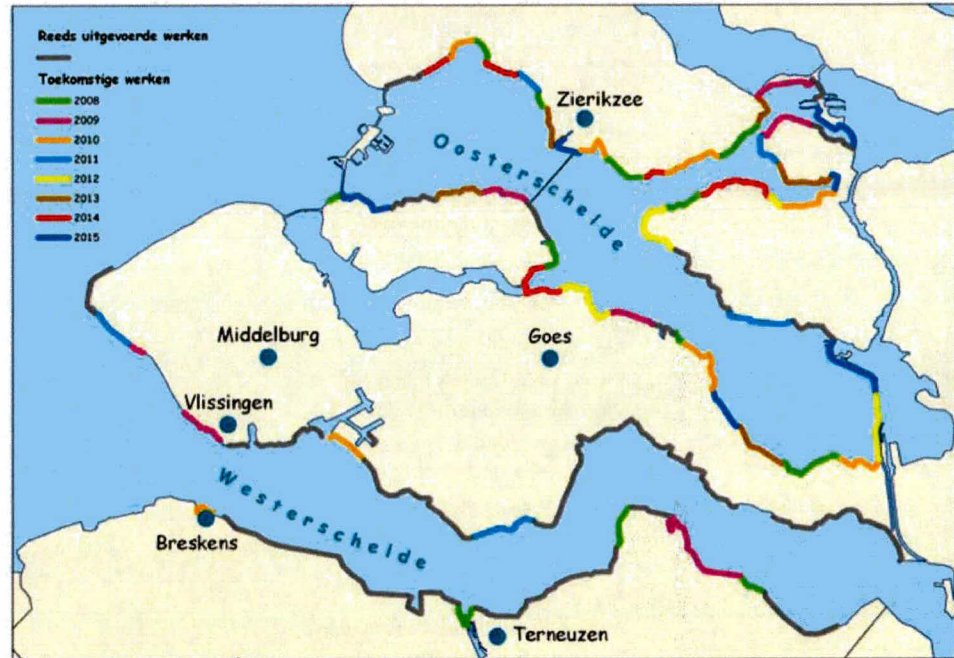 Reeds uitgevoerde werken
Toekomstige werken
2008
2009
2010
2011
2012
2013
2014
2015
Zierikzee
Oosterschelde
Middelburg
Goes
Vlissingen
Westerschelde
Breskens
Terneuzen